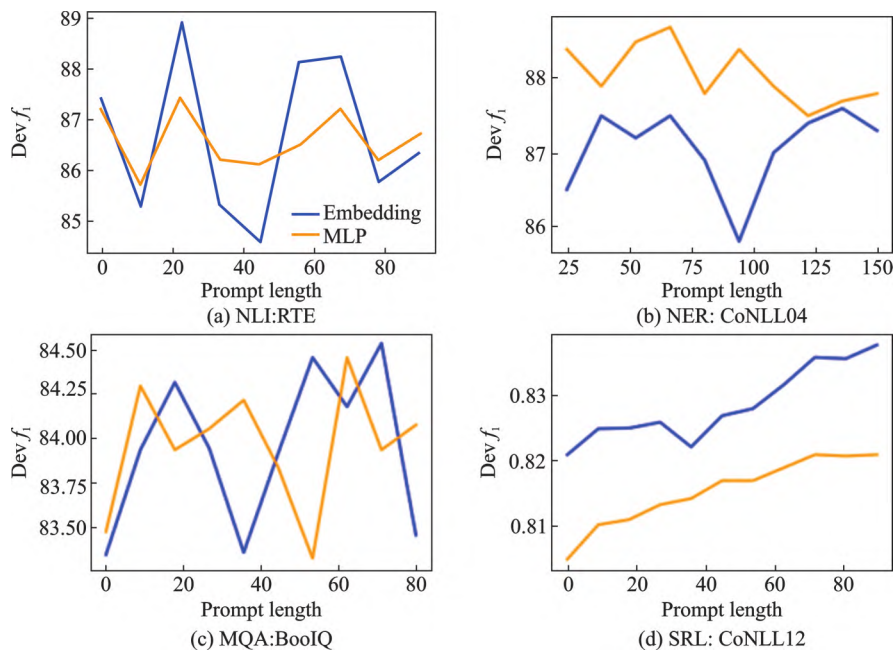 89
88
87
86
85
Dev f1
Embedding
MLP
0 20 40 60 80
Prompt length
(a) NLI:RTE
88
87
86
Dev f1
25 50 75 100 125 150
Prompt length
(b) NER: CoNLL04
84.50
84.25
84.00
83.75
83.50
Dev f1
0 20 40 60 80
Prompt length
(c) MQA:BooIQ
0.83
0.82
0.81
Dev f1
0 20 40 60 80
Prompt length
(d) SRL: CoNLL12